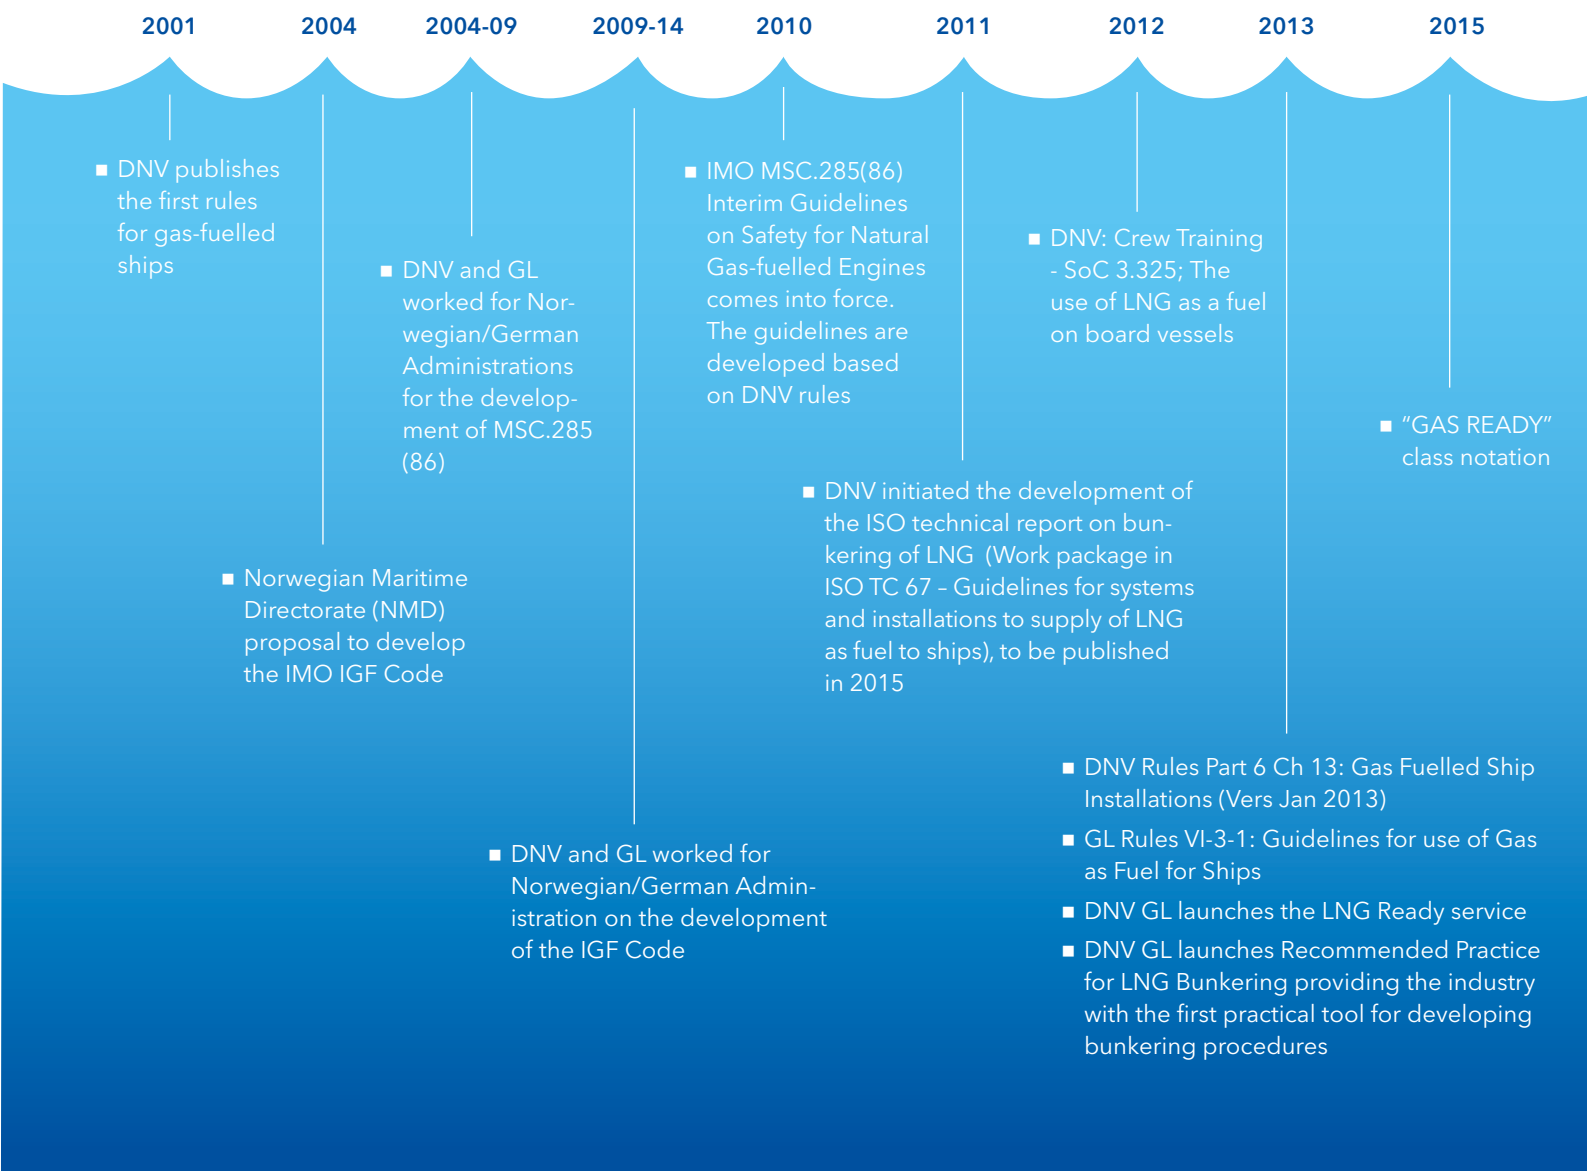 2001 2004 2004-09 2009-14 2010 2011 2012 2013 2015
■ DNV publishes
the first rules
for gas-fuelled
ships
■ Norwegian Maritime
Directorate (NMD)
proposal to develop
the IMO IGF Code
■ DNV and GL
worked for Nor-
wegian/German
Administrations
for the develop-
ment of MSC.285
(86)
■ DNV and GL worked for
Norwegian/German Admin-
istration on the development
of the IGF Code
■ IMO MSC.285(86)
Interim Guidelines
on Safety for Natural
Gas-fuelled Engines
comes into force.
The guidelines are
developed based
on DNV rules
■ DNV initiated the development of
the ISO technical report on bun-
kering of LNG (Work package in
ISO TC 67 – Guidelines for systems
and installations to supply of LNG
as fuel to ships), to be published
in 2015
■ DNV: Crew Training
- SoC 3.325; The
use of LNG as a fuel
on board vessels
■ DNV Rules Part 6 Ch 13: Gas Fuelled Ship
Installations (Vers Jan 2013)
■ GL Rules VI-3-1: Guidelines for use of Gas
as Fuel for Ships
■ DNV GL launches the LNG Ready service
■ DNV GL launches Recommended Practice
for LNG Bunkering providing the industry
with the first practical tool for developing
bunkering procedures
■ “GAS READY”
class notation